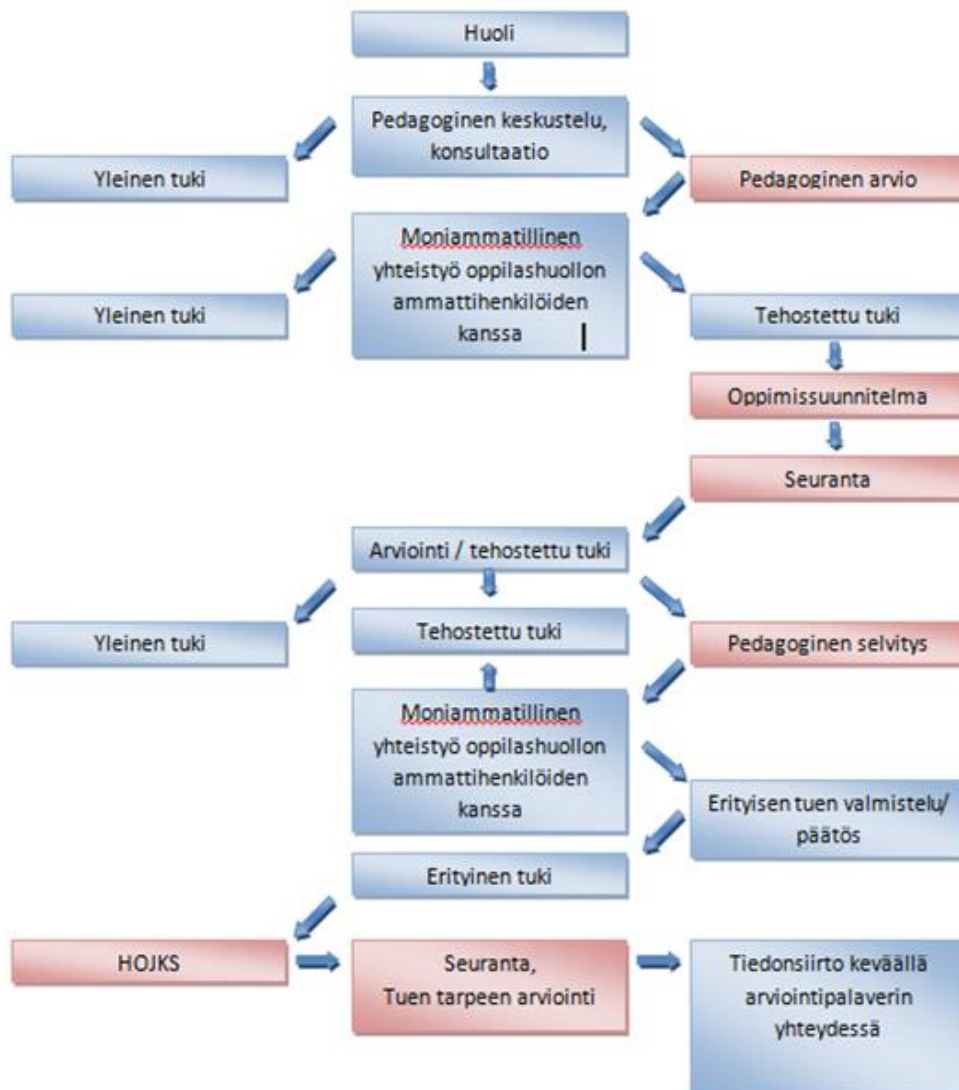 Huoli
Pedagoginen keskustelu,
konsultaatio
Yleinen tuki
Pedagoginen arvio
Moniammatillinen
yhteistyö oppilashuollon
ammattihenkilöiden
kanssa
Yleinen tuki
Tehostettu tuki
Oppimissuunnitelma
Seuranta
Arviointi / tehostettu tuki
Yleinen tuki
Tehostettu tuki
Pedagoginen selvitys
Moniammatillinen
yhteistyö oppilashuollon
ammattihenkilöiden
kanssa
Erityisen tuen valmistelu/
päätös
Erityinen tuki
HOJKS
Seuranta,
Tuen tarpeen arviointi
Tiedonsiirto keväällä
arviointipalaverin
yhteydessä